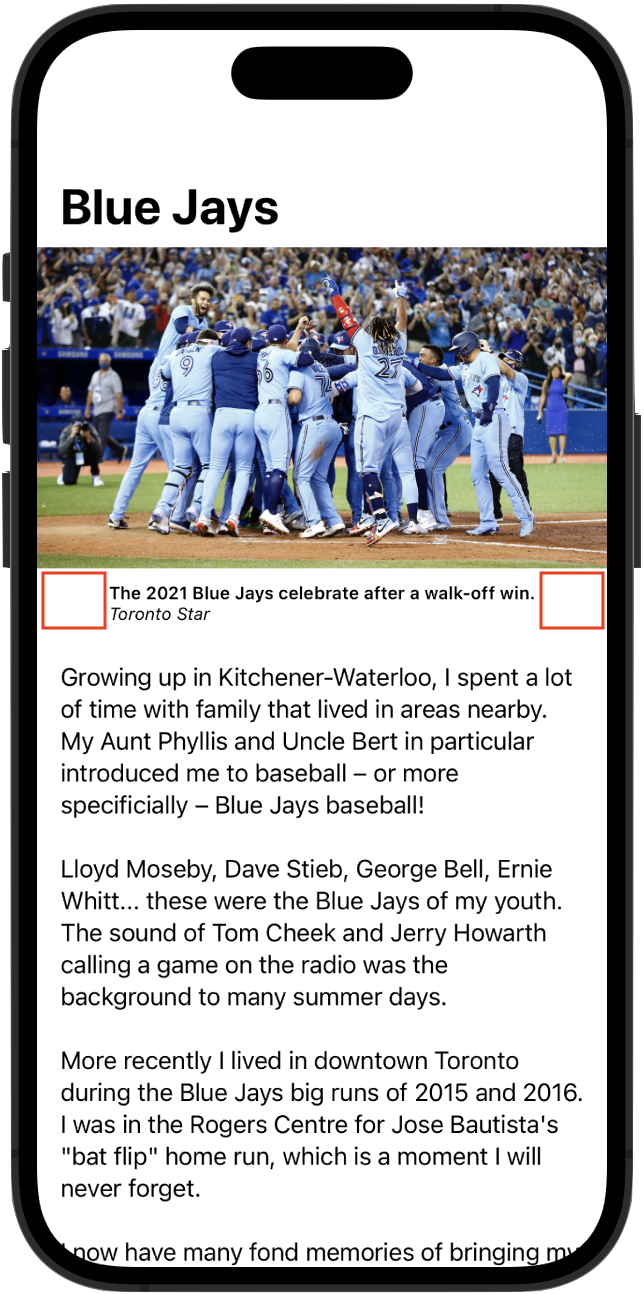 Blue Jays
SAMSUNG
SAMSUNG
9
27
The 2021 Blue Jays celebrate after a walk-off win.
Toronto Star
Growing up in Kitchener-Waterloo, I spent a lot
of time with family that lived in areas nearby.
My Aunt Phyllis and Uncle Bert in particular
introduced me to baseball – or more
specificially – Blue Jays baseball!
Lloyd Moseby, Dave Stieb, George Bell, Ernie
Whitt... these were the Blue Jays of my youth.
The sound of Tom Cheek and Jerry Howarth
calling a game on the radio was the
background to many summer days.
More recently I lived in downtown Toronto
during the Blue Jays big runs of 2015 and 2016.
I was in the Rogers Centre for Jose Bautista's
"bat flip" home run, which is a moment I will
never forget.
I now have many fond memories of bringing my